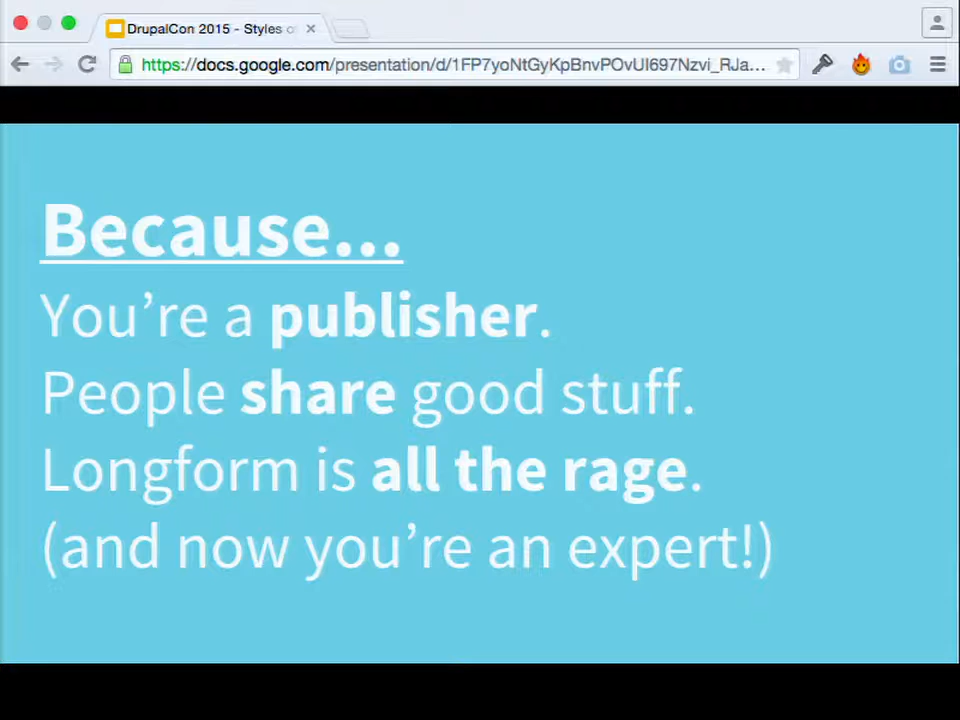 DrupalCon 2015 - Styles
https://docs.google.com/presentation/d/1FP7yoNtGyKpBnvPOvUI697Nzvi_RJa...
Because...
You’re a publisher.
People share good stuff.
Longform is all the rage.
(and now you’re an expert!)